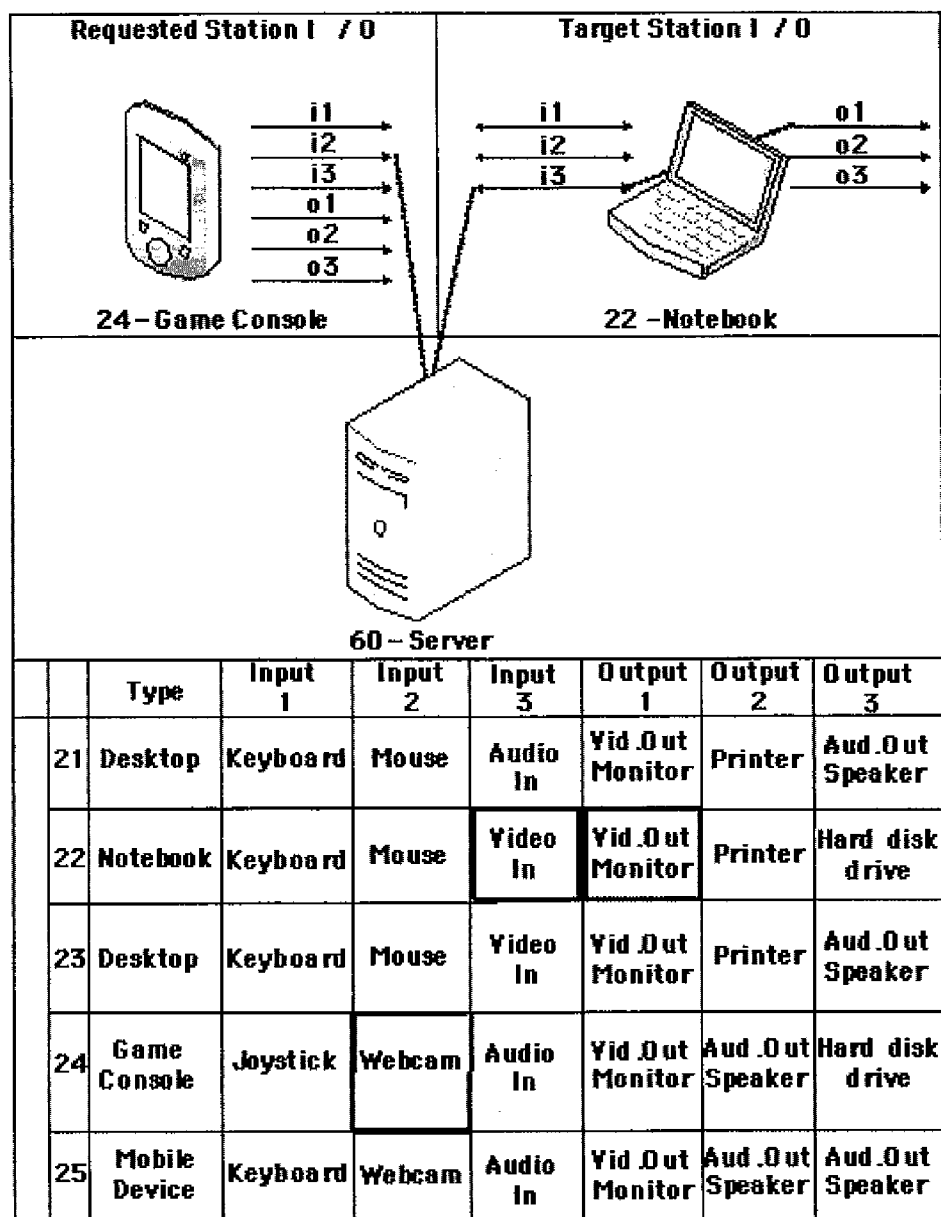 Requested Station I / O
Target Station I / O
i1
i2
i3
o1
o2
o3
24-Game Console
i1
i2
i3
o1
o2
o3
22 -Notebook
60-Server
Type
Input 1
Input 2
Input 3
Output 1
Output 2
Output 3
21
Desktop
Keyboard
Mouse
Audio In
Vid.Out Monitor
Printer
Aud.Out Speaker
22
Notebook
Keyboard
Mouse
Video In
Vid.Out Monitor
Printer
Hard disk drive
23
Desktop
Keyboard
Mouse
Video In
Vid.Out Monitor
Printer
Aud.Out Speaker
24
Game Console
Joystick
Webcam
Audio In
Vid.Out Monitor
Aud.Out Speaker
Hard disk drive
25
Mobile Device
Keyboard
Webcam
Audio In
Vid.Out Monitor
Aud.Out Speaker
Aud.Out Speaker